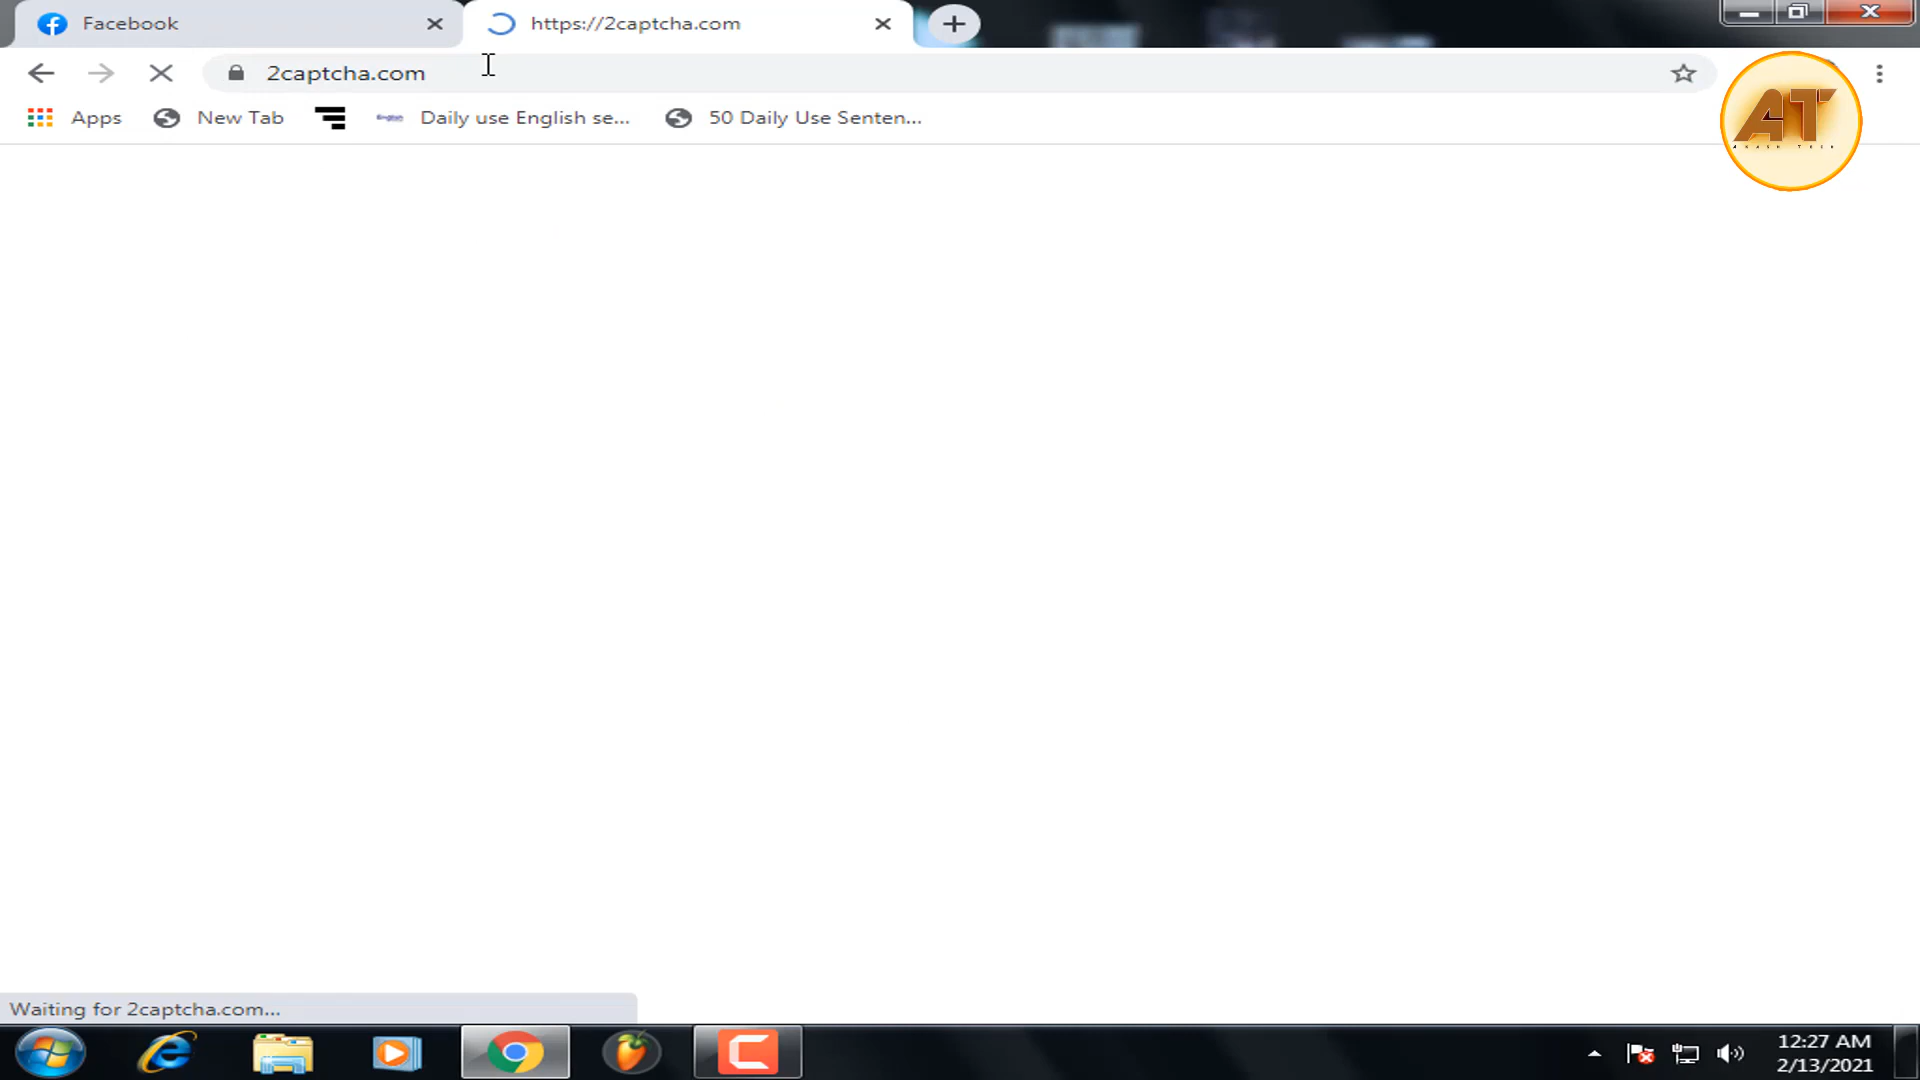 Facebook
https://2captcha.com
2captcha.com
Apps
New Tab
Daily use English se...
50 Daily Use Senten...
AT
Waiting for 2captcha.com...
12:27 AM
2/13/2021